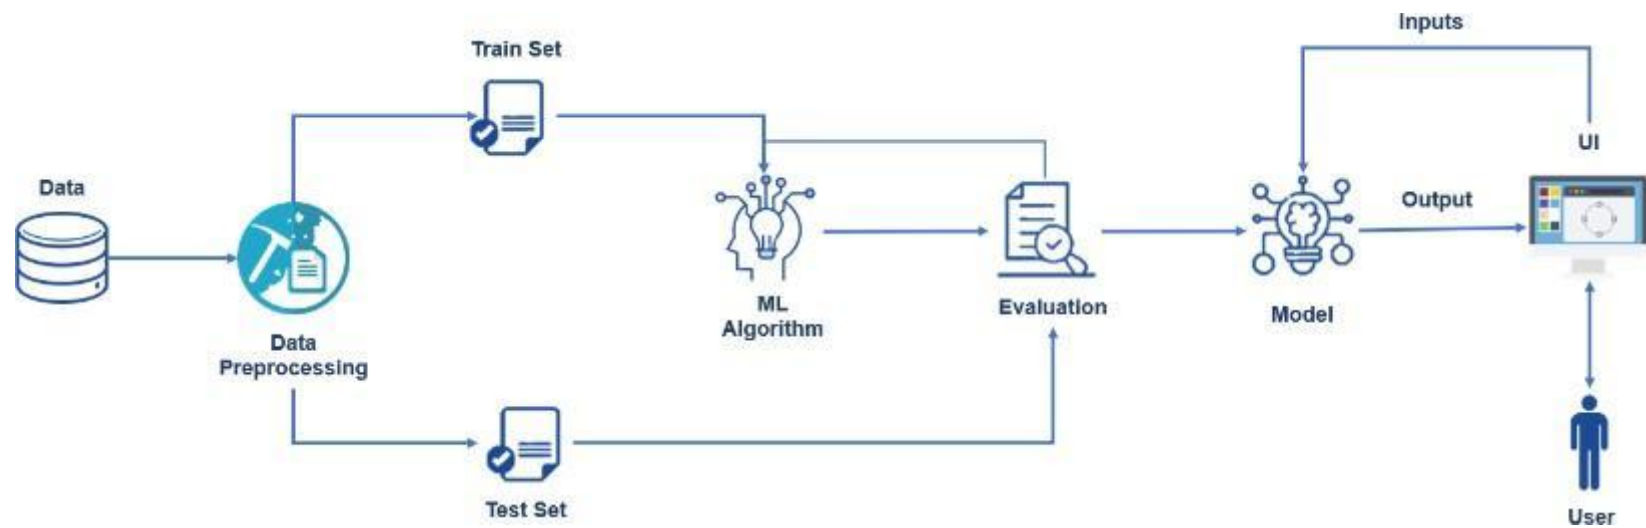 Inputs
Train Set
UI
Data
Output
ML
Algorithm
Evaluation
Model
Data
Preprocessing
Test Set
User